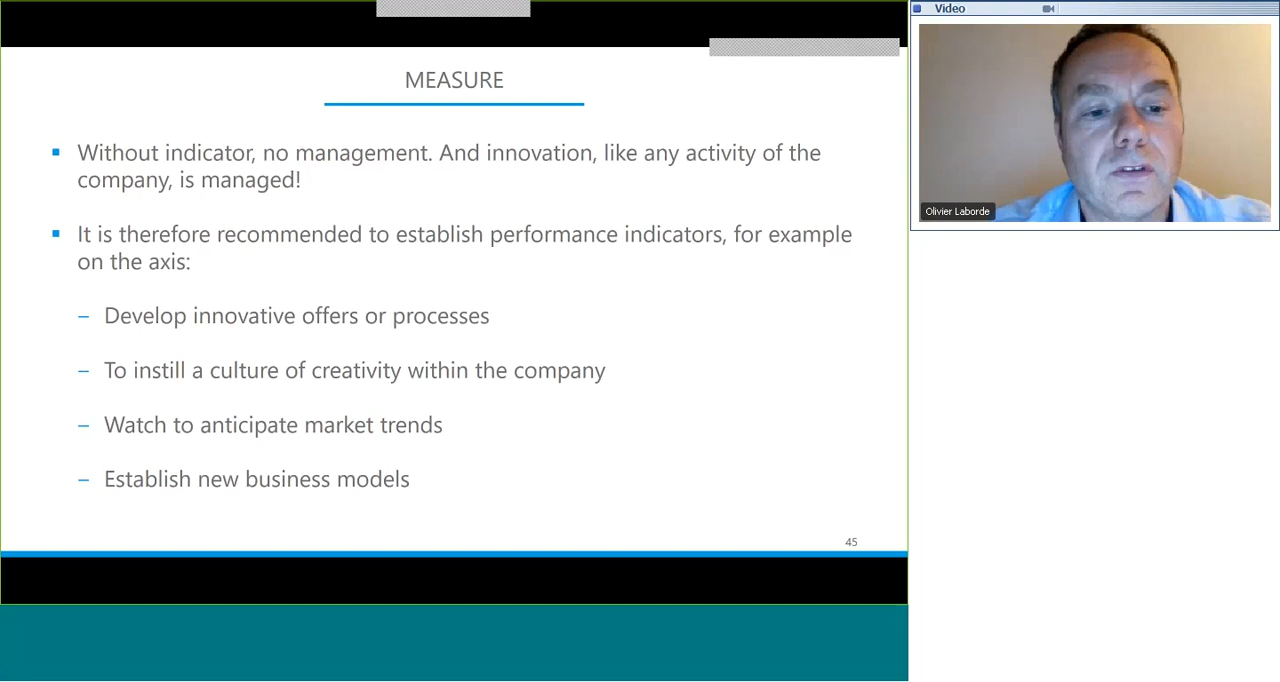 MEASURE
Without indicator, no management. And innovation, like any activity of the
company, is managed!
It is therefore recommended to establish performance indicators, for example
on the axis:
– Develop innovative offers or processes
– To instill a culture of creativity within the company
– Watch to anticipate market trends
– Establish new business models
45
Video
Olivier Laborde